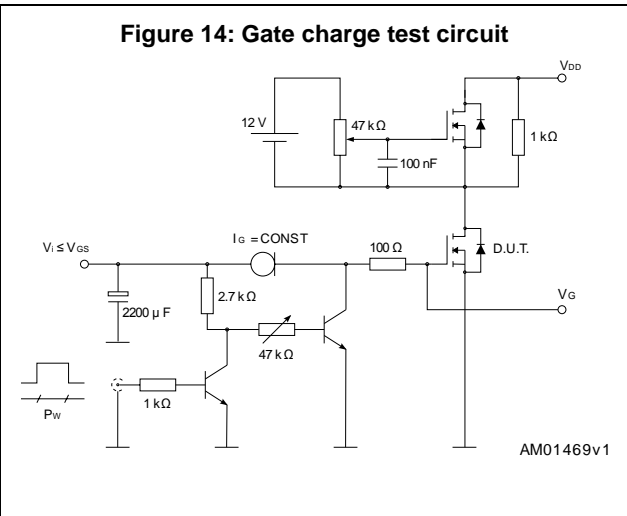 Figure 14: Gate charge test circuit
VDD
12 V
47 kΩ
1 kΩ
100 nF
Vi ≤ VGS
IG = CONST
100 Ω
D.U.T.
2.7 kΩ
2200 μF
VG
47 kΩ
1 kΩ
PW
AM01469v1